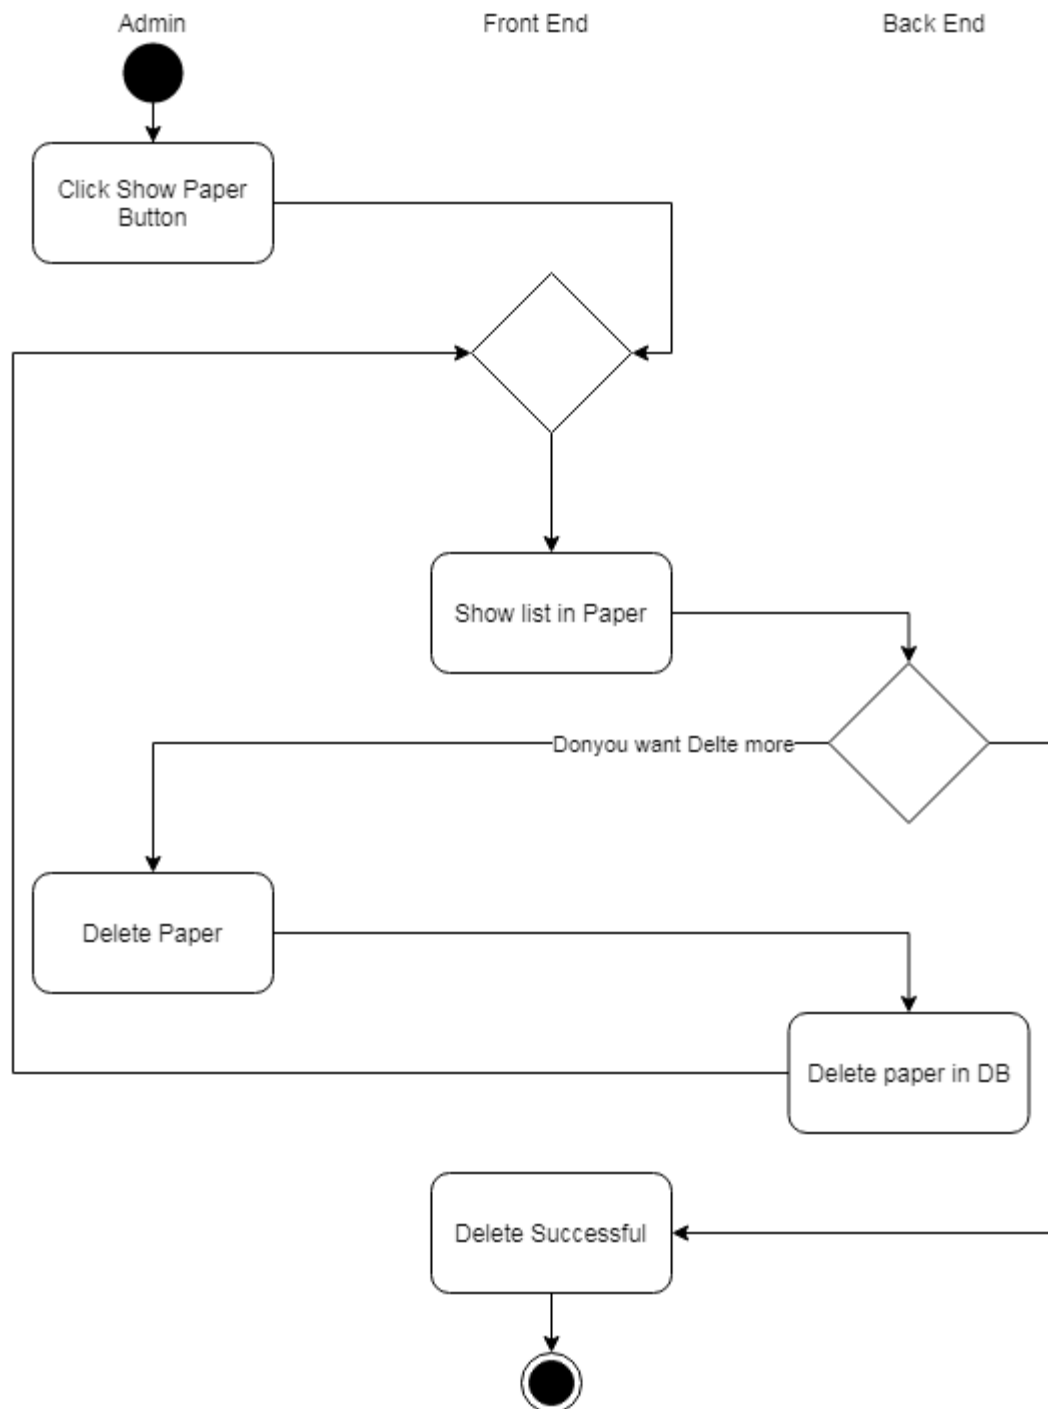 Admin
Front End
Back End
Click Show Paper
Button
Show list in Paper
Donyou want Delte more
Delete Paper
Delete paper in DB
Delete Successful